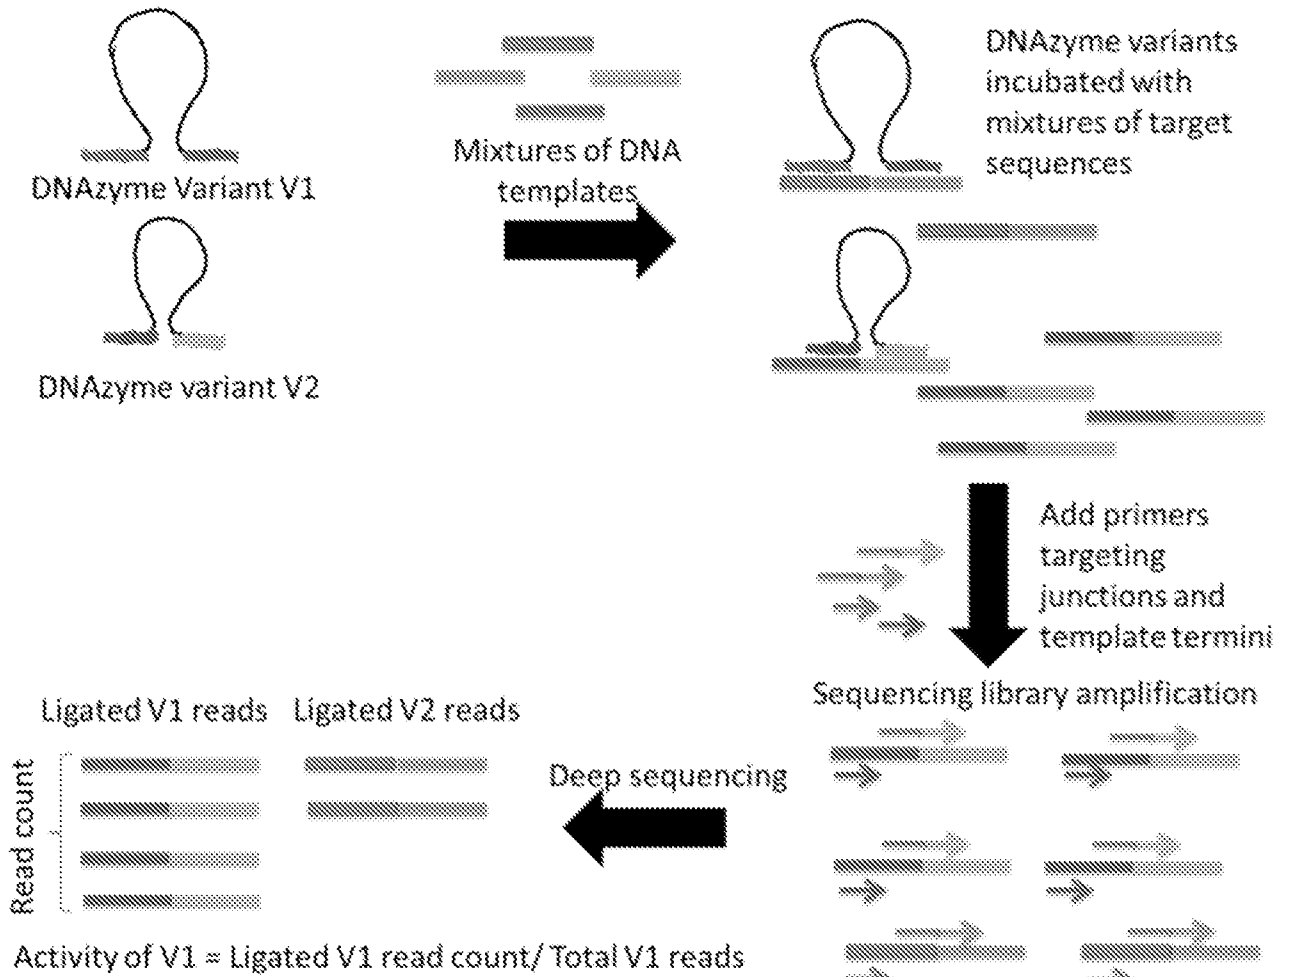 DNAzyme Variant V1
DNAzyme variant V2
Mixtures of DNA
templates
DNAzyme variants
incubated with
mixtures of target
sequences
Add primers
targeting
junctions and
template termini
Sequencing library amplification
Deep sequencing
Ligated V1 reads
Ligated V2 reads
Read count
Activity of V1 = Ligated V1 read count/ Total V1 reads